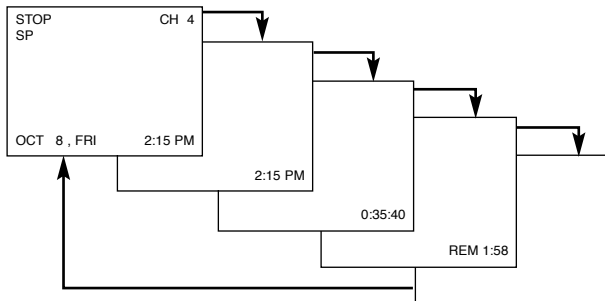 STOP CH 4
SP
OCT 8 , FRI 2:15 PM
2:15 PM
0:35:40
REM 1:58